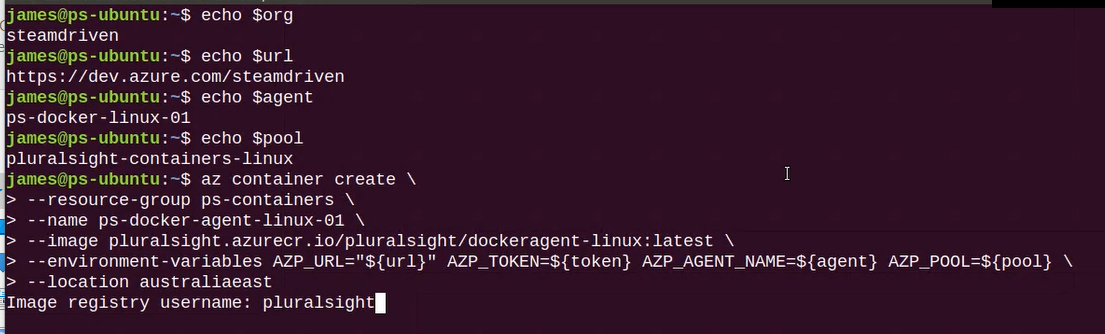 james@ps-ubuntu:~$ echo $org
steamdriven
james@ps-ubuntu:~$ echo $url
https://dev.azure.com/steamdriven
james@ps-ubuntu:~$ echo $agent
ps-docker-linux-01
james@ps-ubuntu:~$ echo $pool
pluralsight-containers-linux
james@ps-ubuntu:~$ az container create \
> --resource-group ps-containers \
> --name ps-docker-agent-linux-01 \
> --image pluralsight.azurecr.io/pluralsight/dockeragent-linux:latest \
> --environment-variables AZP_URL="${url}" AZP_TOKEN=${token} AZP_AGENT_NAME=${agent} AZP_POOL=${pool} \
> --location australiaeast
Image registry username: pluralsight